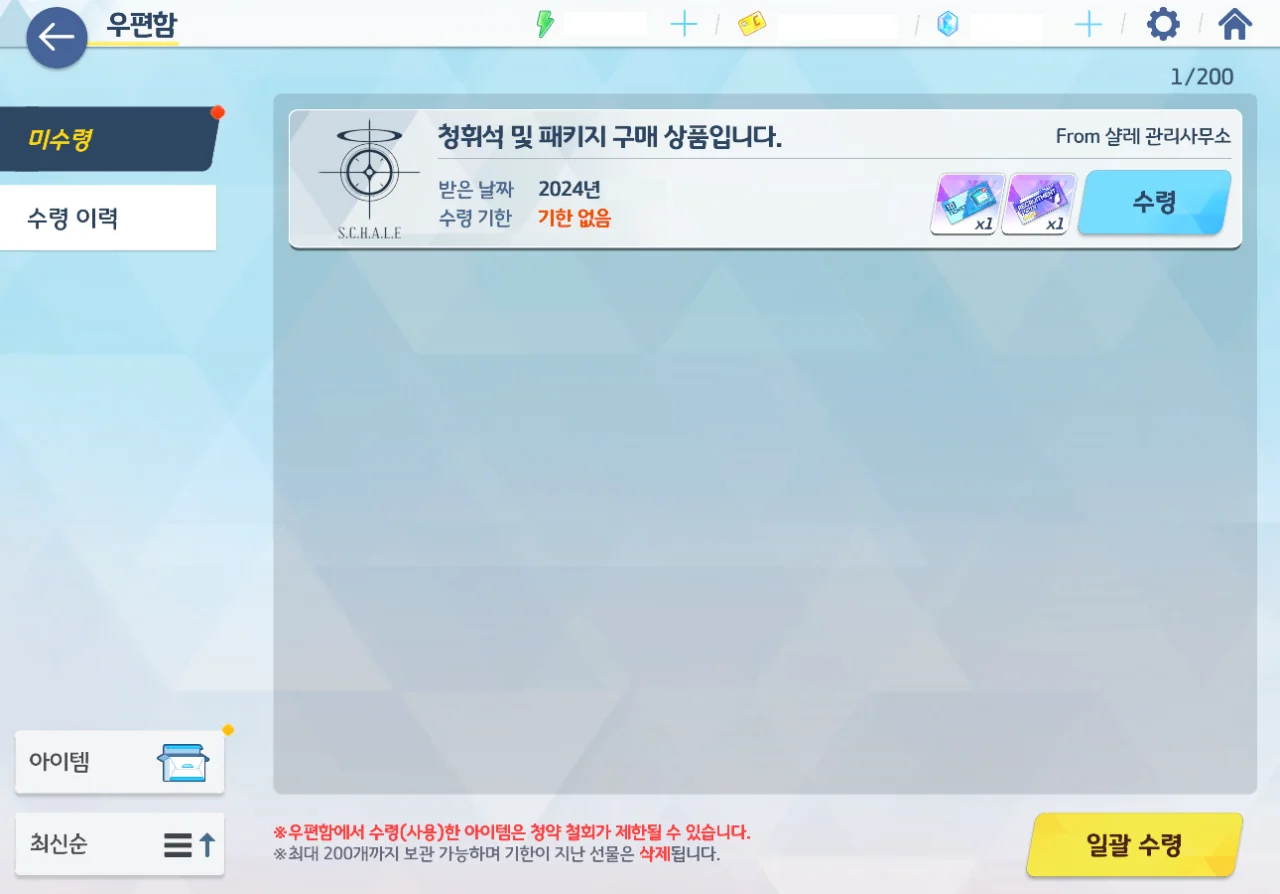 우편함
1/200
미수령
수령 이력
청휘석 및 패키지 구매 상품입니다.
From 샬레 관리사무소
받은 날짜 2024년
수령 기한 기한 없음
S.C.H.A.L.E
x1
x1
수령
아이템
최신순
※우편함에서 수령(사용)한 아이템은 청약 철회가 제한될 수 있습니다.
※최대 200개까지 보관 가능하며 기한이 지난 선물은 삭제됩니다.
일괄 수령